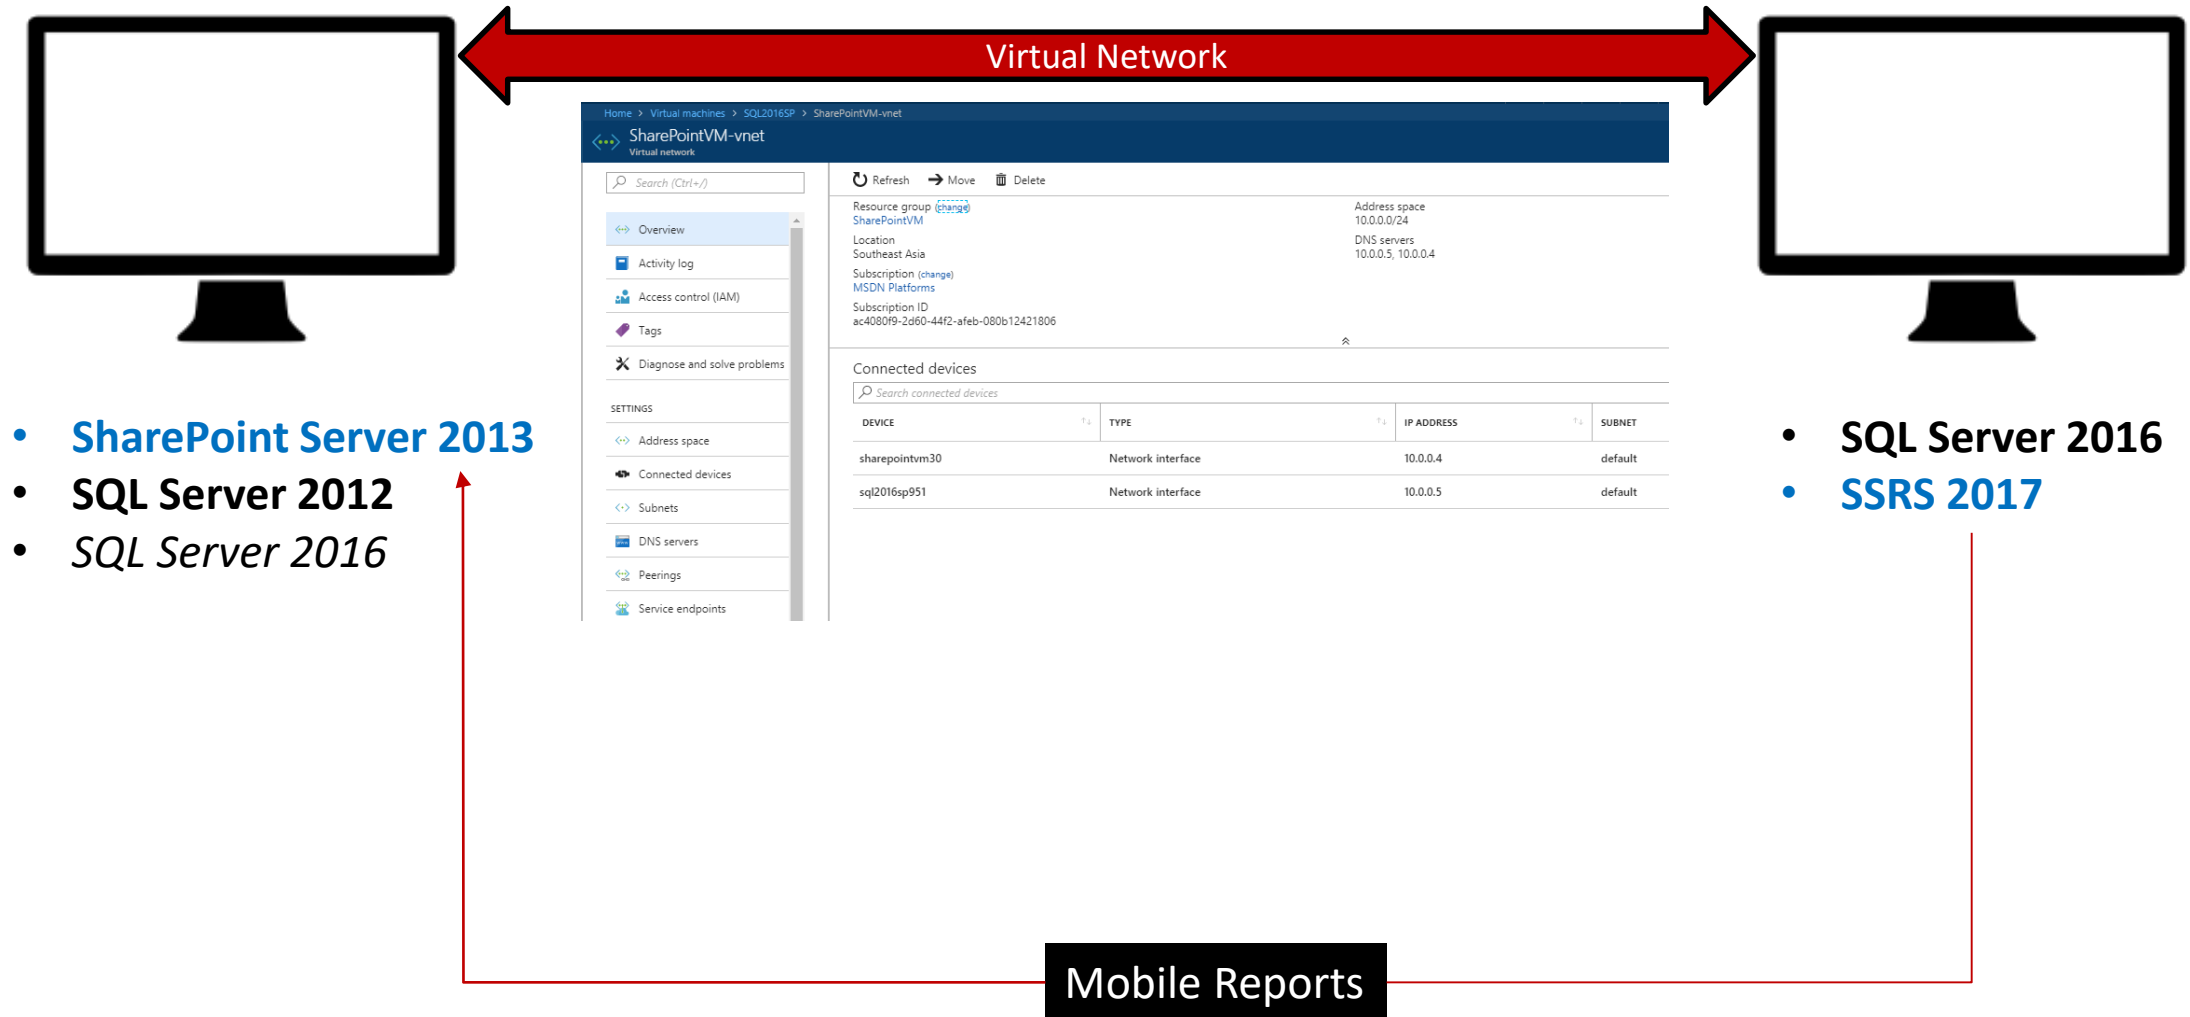 Virtual Network
Home > Virtual machines > SQL2016SP > SharePointVM-vnet
SharePointVM-vnet
Virtual network
Search (Ctrl+/)
Overview
Activity log
Access control (IAM)
Tags
Diagnose and solve problems
SETTINGS
Address space
Connected devices
Subnets
DNS servers
Peerings
Service endpoints
Refresh Move Delete
Resource group (change)
SharePointVM
Location
Southeast Asia
Subscription (change)
MSDN Platforms
Subscription ID
ac4080f9-2d60-44f2-afeb-080b12421806
Address space
10.0.0.0/24
DNS servers
10.0.0.5, 10.0.0.4
Connected devices
Search connected devices
DEVICE TYPE IP ADDRESS SUBNET
sharepointvm30 Network interface 10.0.0.4 default
sql2016sp951 Network interface 10.0.0.5 default
• SharePoint Server 2013
• SQL Server 2012
• SQL Server 2016
• SQL Server 2016
• SSRS 2017
Mobile Reports